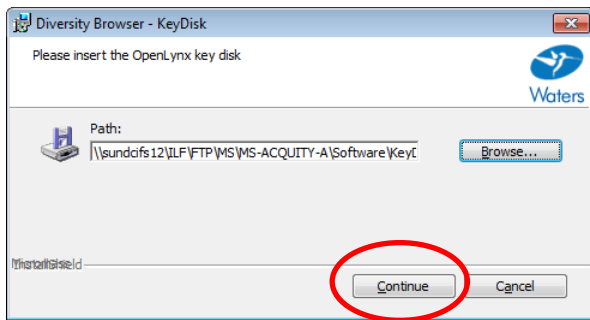 Diversity Browser - KeyDisk
Please insert the OpenLynx key disk
Waters
Path:
\\sundcifs12\ILF\FTP\MS\MS-ACQUITY-A\Software\Key
Browse...
Continue
Cancel